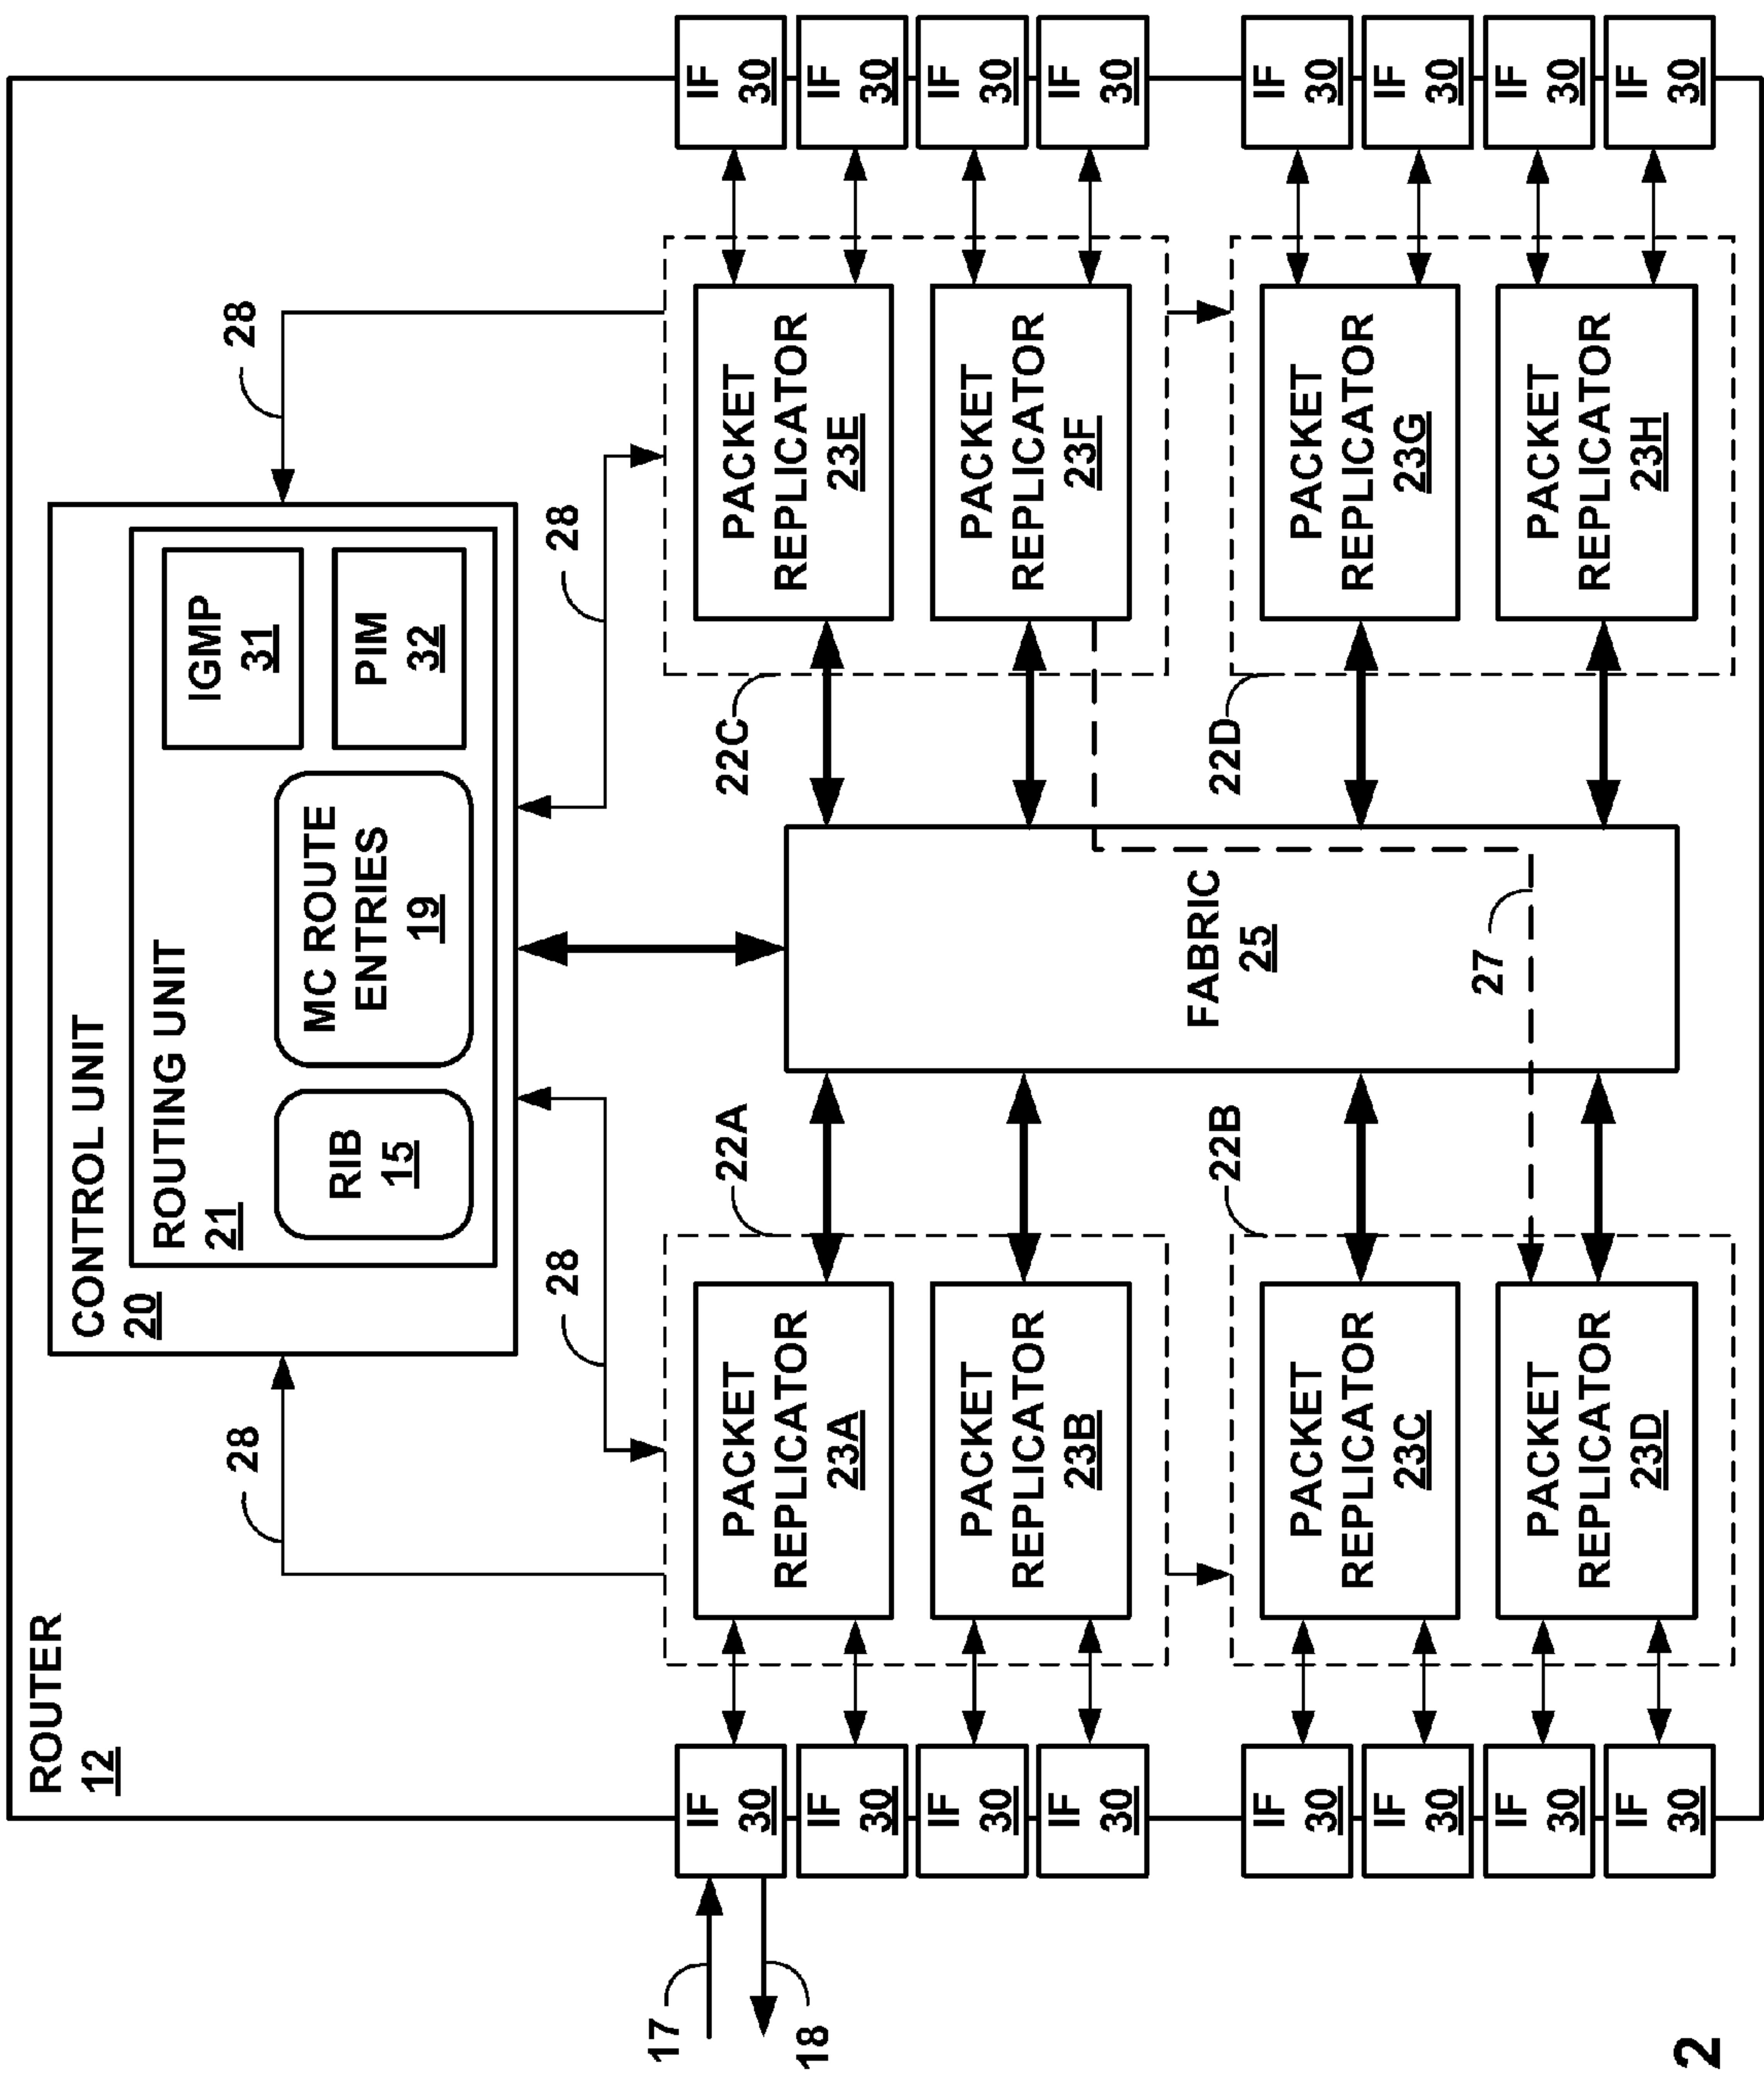 ROUTER
12
CONTROL UNIT
20
ROUTING UNIT
21
RIB
15
MC ROUTE
ENTRIES
19
IGMP
31
PIM
32
28
28
28
28
17
18
IF
30
IF
30
IF
30
IF
30
IF
30
IF
30
IF
30
IF
30
22A
PACKET
REPLICATOR
23A
PACKET
REPLICATOR
23B
22B
PACKET
REPLICATOR
23C
PACKET
REPLICATOR
23D
FABRIC
25
27
22C
PACKET
REPLICATOR
23E
PACKET
REPLICATOR
23F
22D
PACKET
REPLICATOR
23G
PACKET
REPLICATOR
23H
IF
30
IF
30
IF
30
IF
30
IF
30
IF
30
IF
30
IF
30
2